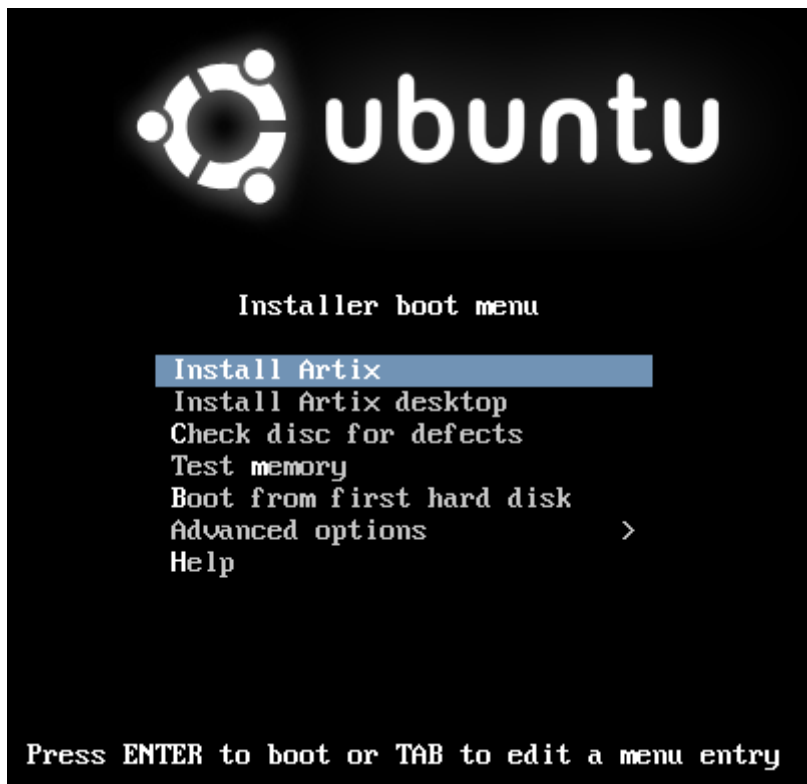 ubuntu
Installer boot menu
Install Artix
Install Artix desktop
Check disc for defects
Test memory
Boot from first hard disk
Advanced options >
Help
Press ENTER to boot or TAB to edit a menu entry